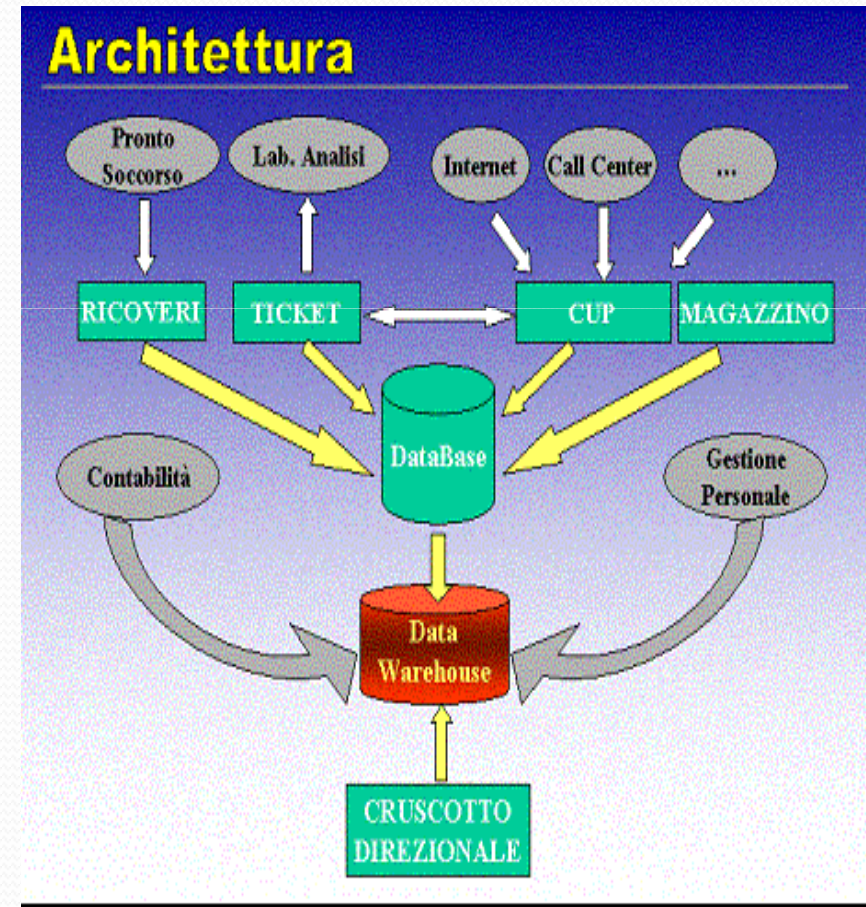 Architettura
Pronto
Soccorso
Lab. Analisi
Internet
Call Center
...
RICOVERI
TICKET
CUP
MAGAZZINO
DataBase
Contabilità
Gestione
Personale
Data
Warehouse
CRUSCOTTO
DIREZIONALE